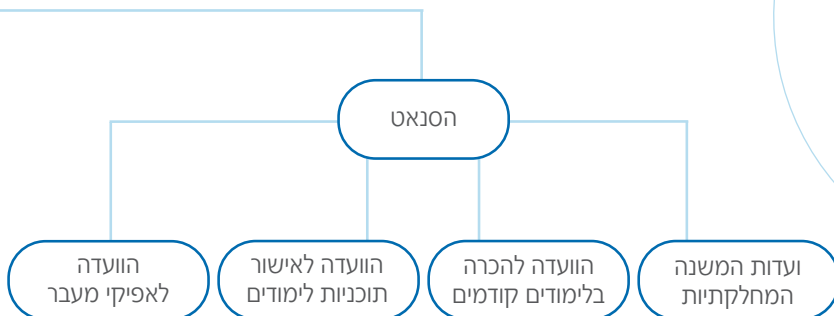 הסנאט
ועדות המשנה
המחלקתיות
הוועדה להכרה
בלימודים קודמים
הוועדה לאישור
תוכניות לימודים
הוועדה
לאפיקי מעבר